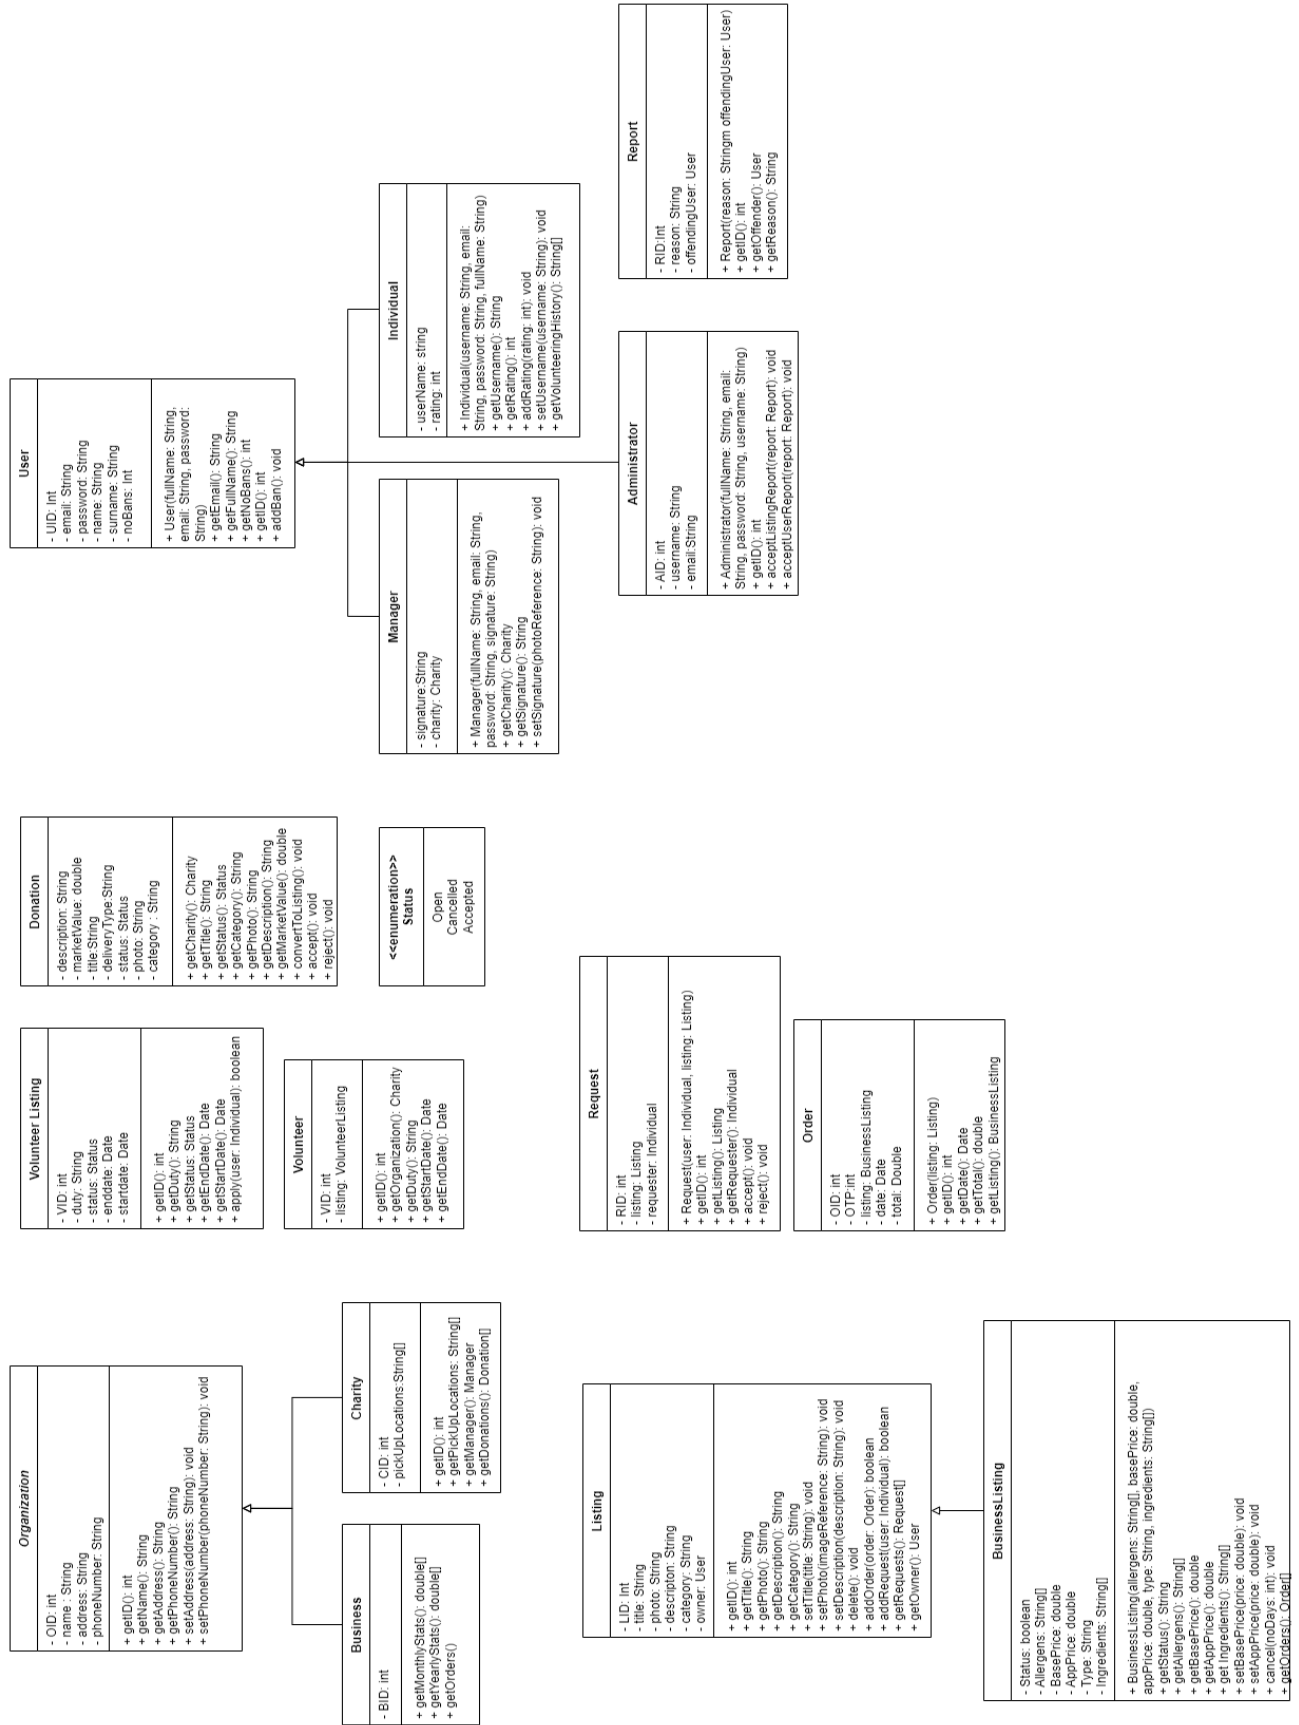 Organization
- OID: int
- name : String
- address: String
- phoneNumber: String
+ getID(): int
+ getName(): String
+ getAddress(): String
+ getPhoneNumber(): String
+ setAddress(address: String): void
+ setPhoneNumber(phoneNumber: String): void
Business
- BID: int
+ getMonthlyStats(): double[]
+ getYearlyStats(): double[]
+ getOrders()
Charity
- CID: int
- pickUpLocations:String[]
+ getID(): int
+ getPickUpLocations: String[]
+ getManager(): Manager
+ getDonations(): Donation[]
Volunteer Listing
- VID: int
- duty: String
- status: Status
- enddate: Date
- startdate: Date
+ getID(): int
+ getDuty(): String
+ getStatus: Status
+ getEndDate(): Date
+ getStartDate(): Date
+ apply(user: Individual): boolean
Volunteer
- VID: int
- listing: VolunteerListing
+ getID(): int
+ getOrganization(): Charity
+ getDuty(): String
+ getStartDate(): Date
+ getEndDate(): Date
Donation
- description: String
- marketValue: double
- title:String
- deliveryType:String
- status: Status
- photo: String
- category : String
+ getCharity(): Charity
+ getTitle(): String
+ getStatus(): Status
+ getCategory(): String
+ getPhoto(): String
+ getDescription(): String
+ getMarketValue(): double
+ convertToListing(): void
+ accept(): void
+ reject(): void
<<enumeration>>
Status
Open
Cancelled
Accepted
User
- UID: Int
- email: String
- password: String
- name: String
- surname: String
- noBans: Int
+ User(fullName: String,
email: String, password:
String)
+ getEmail(): String
+ getFullName(): String
+ getNoBans(): int
+ getID(): int
+ addBan(): void
Manager
- signature:String
- charity: Charity
+ Manager(fullName: String, email: String,
password: String, signature: String)
+ getCharity(): Charity
+ getSignature(): String
+ setSignature(photoReference: String): void
Individual
- userName: string
- rating: int
+ Individual(username: String, email:
String, password: String, fullName: String)
+ getUsername(): String
+ getRating(): int
+ addRating(rating: int): void
+ setUsername(username: String): void
+ getVolunteeringHistory(): String[]
Listing
- LID: Int
- title: String
- photo: String
- descripton: String
- category: String
- owner: User
+ getID(): int
+ getTitle(): String
+ getPhoto(): String
+ getDescription(): String
+ getCategory(): String
+ setTitle(title: String): void
+ setPhoto(imageReference: String): void
+ setDescription(description: String): void
+ delete(): void
+ addOrder(order: Order): boolean
+ addRequest(user: Individual): boolean
+ getRequests(): Request[]
+ getOwner(): User
Request
- RID: int
- listing: Listing
- requester: Individual
+ Request(user: Individual, listing: Listing)
+ getID(): int
+ getListing(): Listing
+ getRequester(): Individual
+ accept(): void
+ reject(): void
Order
- OID: int
- OTP:int
- listing: BusinessListing
- date: Date
- total: Double
+ Order(listing: Listing)
+ getID(): int
+ getDate(): Date
+ getTotal(): double
+ getListing(): BusinessListing
Administrator
- AID: int
- username: String
- email:String
+ Administrator(fullName: String, email:
String, password: String, username: String)
+ getID(): int
+ acceptListingReport(report: Report): void
+ acceptUserReport(report: Report): void
Report
- RID:Int
- reason: String
- offendingUser: User
+ Report(reason: Stringm offendingUser: User)
+ getID(): int
+ getOffender(): User
+ getReason(): String
BusinessListing
- Status: boolean
- Allergens: String[]
- BasePrice: double
- AppPrice: double
- Type: String
- Ingredients: String[]
+ BusinessListing(allergens: String[], basePrice: double,
appPrice: double, type: String, ingredients: String[])
+ getStatus(): String
+ getAllergens(): String[]
+ getBasePrice(): double
+ getAppPrice(): double
+ get Ingredients(): String[]
+ setBasePrice(price: double): void
+ setAppPrice(price: double): void
+ cancel(noDays: int): void
+ getOrders(): Order[]